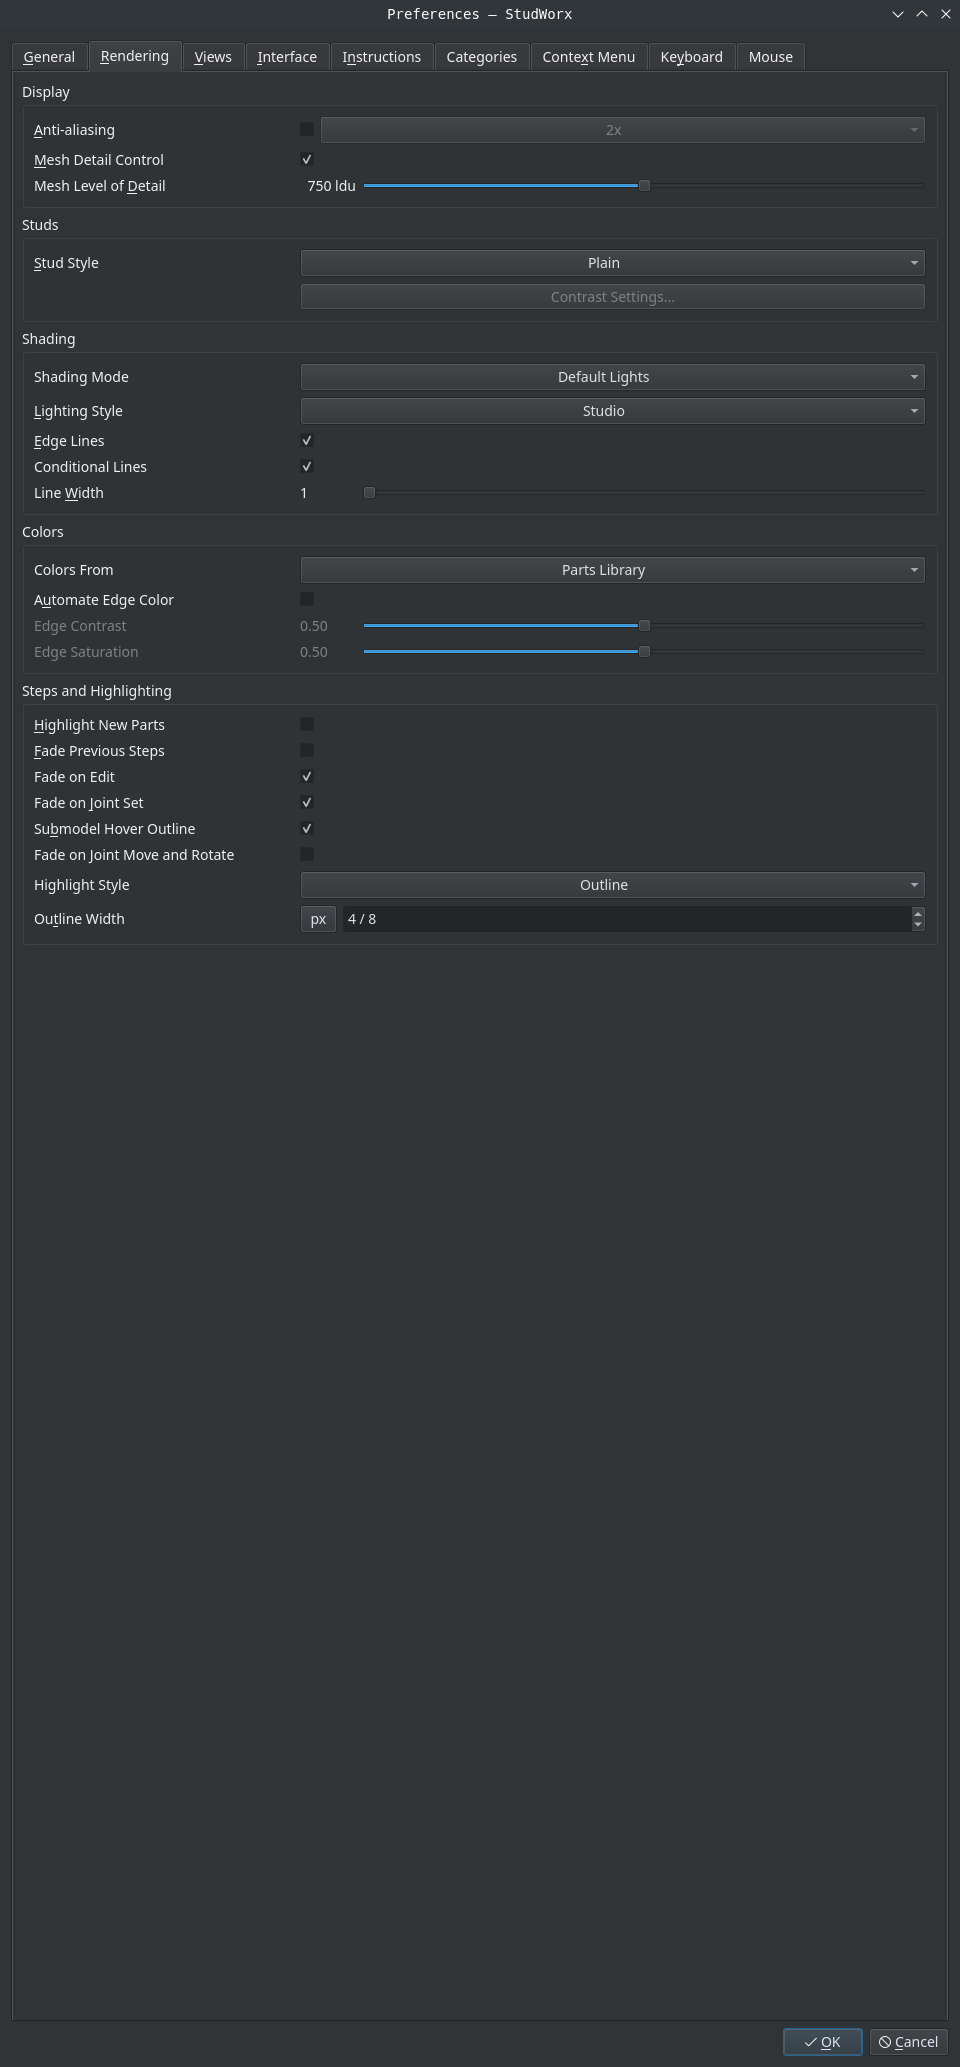 Preferences — StudWorx
General Rendering Views Interface Instructions Categories Context Menu Keyboard Mouse
Display
Anti-aliasing 2x
Mesh Detail Control
Mesh Level of Detail 750 ldu
Studs
Stud Style Plain
Contrast Settings...
Shading
Shading Mode Default Lights
Lighting Style Studio
Edge Lines
Conditional Lines
Line Width 1
Colors
Colors From Parts Library
Automate Edge Color
Edge Contrast 0.50
Edge Saturation 0.50
Steps and Highlighting
Highlight New Parts
Fade Previous Steps
Fade on Edit
Fade on Joint Set
Submodel Hover Outline
Fade on Joint Move and Rotate
Highlight Style Outline
Outline Width px 4 / 8
OK Cancel